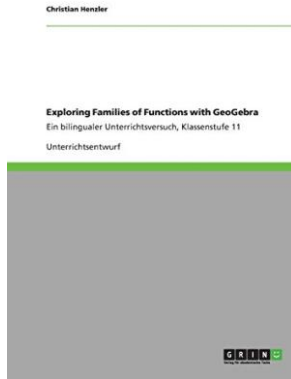 Christian Henzler
Exploring Families of Functions with GeoGebra
Ein bilingualer Unterrichtsversuch, Klassenstufe 11
Unterrichtsentwurf
GRIN